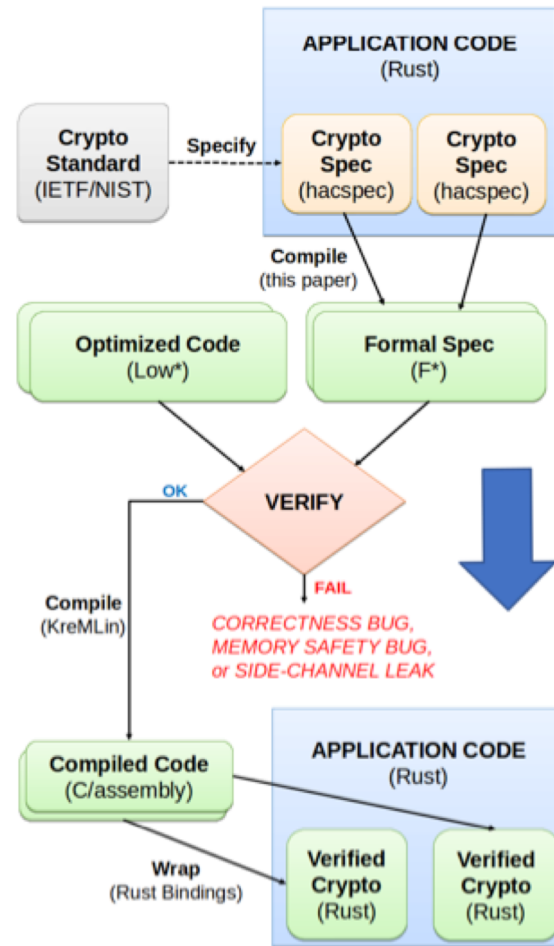 APPLICATION CODE
(Rust)
Crypto
Standard
(IETF/NIST)
Specify
Crypto
Spec
(hacspec)
Crypto
Spec
(hacspec)
Compile
(this paper)
Optimized Code
(Low*)
Formal Spec
(F*)
VERIFY
OK
FAIL
Compile
(KreMLin)
CORRECTNESS BUG,
MEMORY SAFETY BUG,
or SIDE-CHANNEL LEAK
Compiled Code
(C/assembly)
APPLICATION CODE
(Rust)
Wrap
(Rust Bindings)
Verified
Crypto
(Rust)
Verified
Crypto
(Rust)